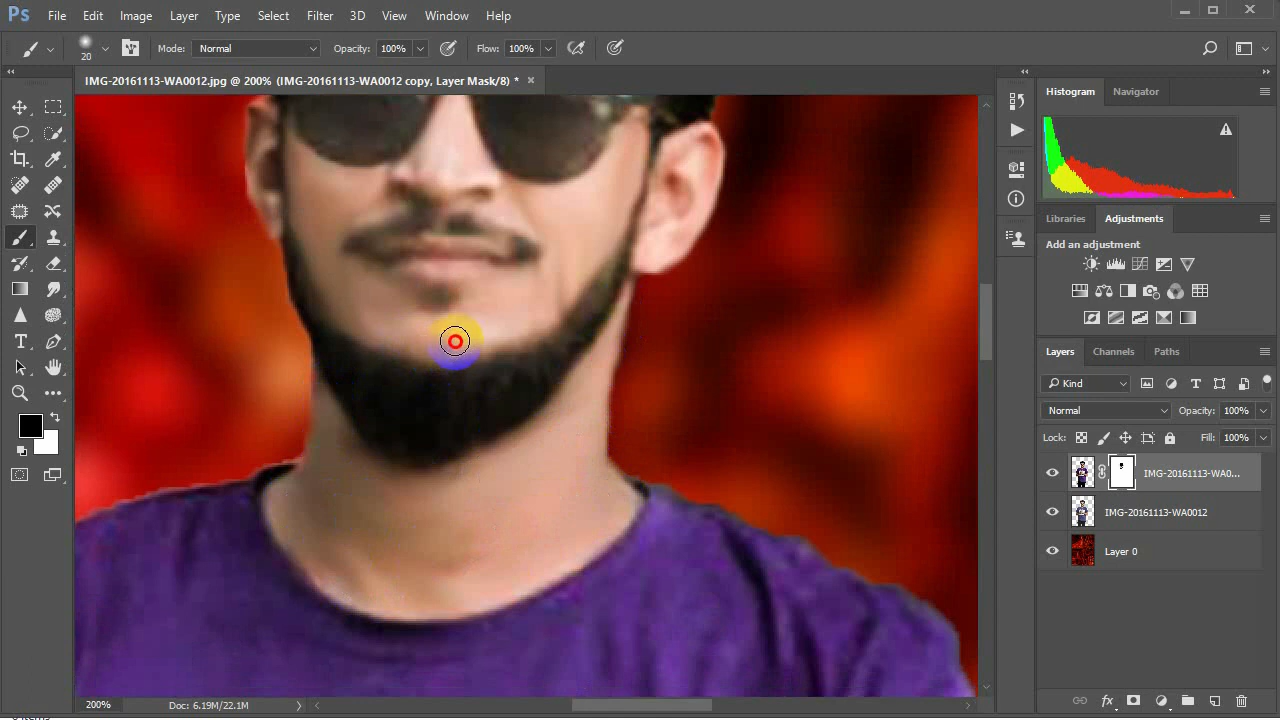 Ps File Edit Image Layer Type Select Filter 3D View Window Help
20 Mode: Normal Opacity: 100% Flow: 100%
IMG-20161113-WA0012.jpg @ 200% (IMG-20161113-WA0012 copy, Layer Mask/8) * ×
Histogram Navigator
Libraries Adjustments
Add an adjustment
Layers Channels Paths
Kind
Normal Opacity: 100%
Lock: Fill: 100%
IMG-20161113-WA0...
IMG-20161113-WA0012
Layer 0
200% Doc: 6.19M/22.1M